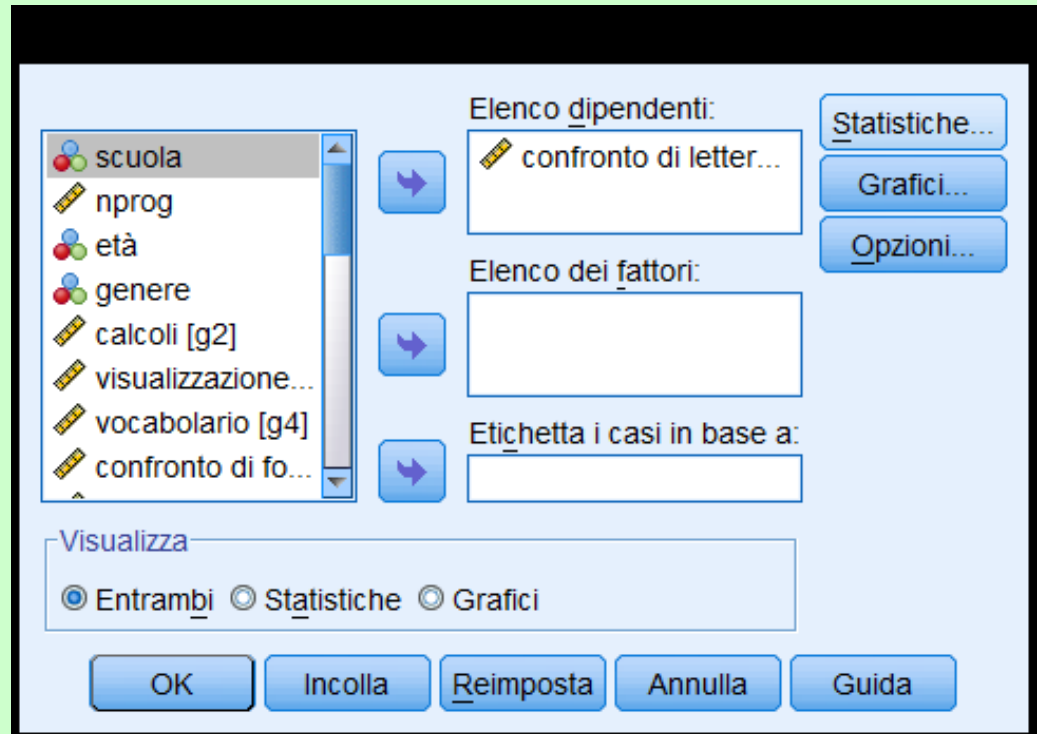 Elenco dipendenti:
confronto di letter...
Statistiche...
Grafici...
Opzioni...
scuola
nprog
età
genere
calcoli [g2]
visualizzazione...
vocabolario [g4]
confronto di fo...
Elenco dei fattori:
Etichetta i casi in base a:
Visualizza
Entrambi Statistiche Grafici
OK Incolla Reimposta Annulla Guida